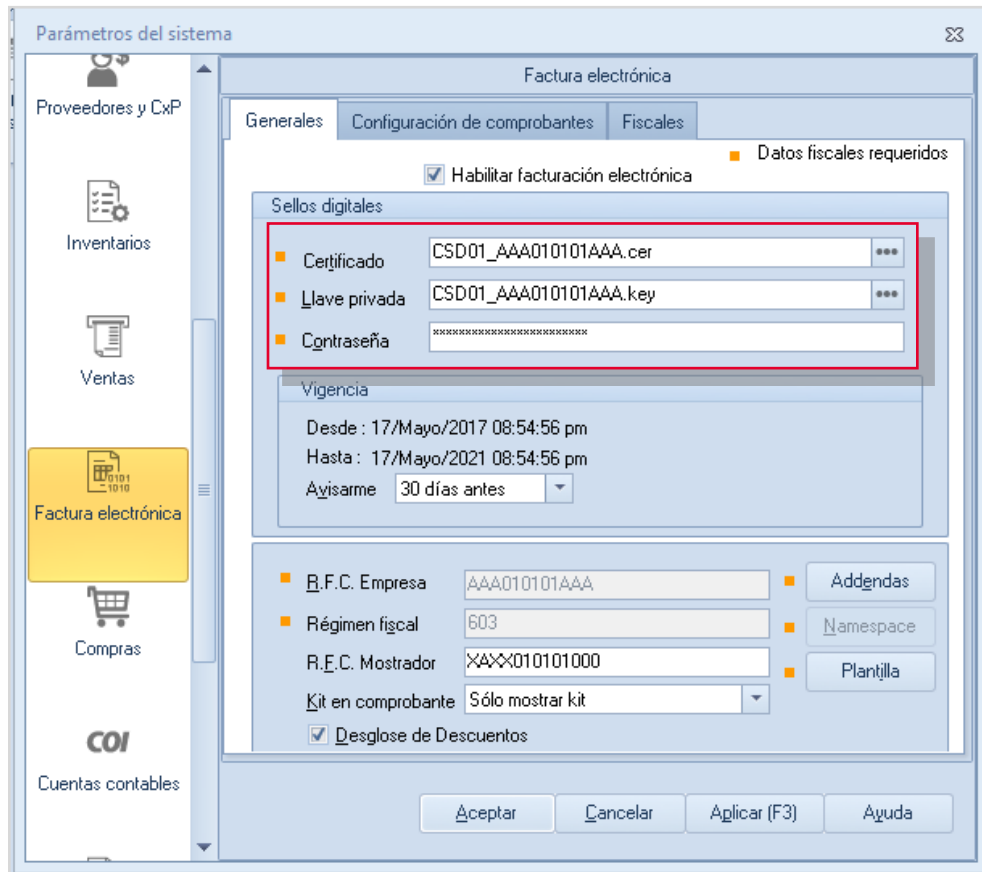 Parámetros del sistema
Proveedores y CxP
Inventarios
Ventas
0101
1010
Factura electrónica
Compras
COI
Cuentas contables
Factura electrónica
Generales
Configuración de comprobantes
Fiscales
Datos fiscales requeridos
Habilitar facturación electrónica
Sellos digitales
Certificado
CSD01_AAA010101AAA.cer
•••
Llave privada
CSD01_AAA010101AAA.key
•••
Contraseña
************************
Vigencia
Desde : 17/Mayo/2017 08:54:56 pm
Hasta : 17/Mayo/2021 08:54:56 pm
Avisarme
30 días antes
R.F.C. Empresa
AAA010101AAA
Addendas
Régimen fiscal
603
Namespace
R.F.C. Mostrador
XAXX010101000
Plantilla
Kit en comprobante
Sólo mostrar kit
Desglose de Descuentos
Aceptar
Cancelar
Aplicar (F3)
Ayuda